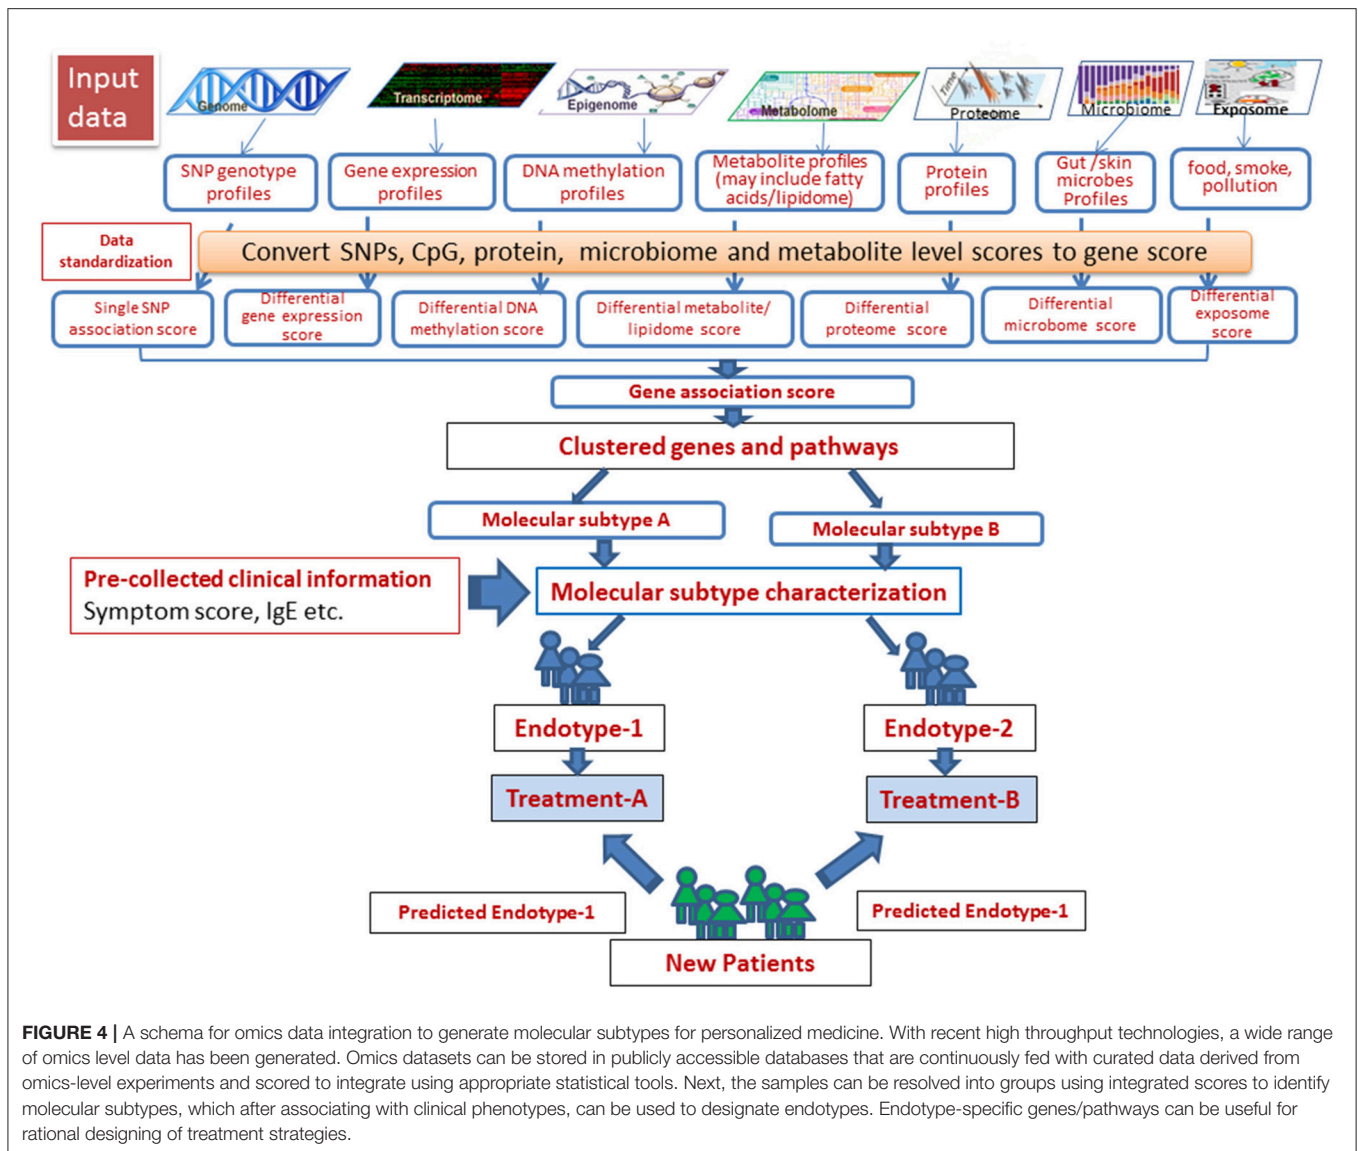 Input
data
Genome
Transcriptome
Epigenome
Metabolome
Time
Proteome
Microbiome
Exposome
SNP genotype
profiles
Gene expression
profiles
DNA methylation
profiles
Metabolite profiles
(may include fatty
acids/lipidome)
Protein
profiles
Gut /skin
microbes
Profiles
food, smoke,
pollution
Data
standardization
Convert SNPs, CpG, protein, microbiome and metabolite level scores to gene score
Single SNP
association score
Differential
gene expression
score
Differential DNA
methylation score
Differential metabolite/
lipidome score
Differential
proteome score
Differential
microbome score
Differential
exposome
score
Gene association score
Clustered genes and pathways
Molecular subtype A
Molecular subtype B
Pre-collected clinical information
Symptom score, IgE etc.
Molecular subtype characterization
Endotype-1
Endotype-2
Treatment-A
Treatment-B
Predicted Endotype-1
Predicted Endotype-1
New Patients
FIGURE 4 | A schema for omics data integration to generate molecular subtypes for personalized medicine. With recent high throughput technologies, a wide range
of omics level data has been generated. Omics datasets can be stored in publicly accessible databases that are continuously fed with curated data derived from
omics-level experiments and scored to integrate using appropriate statistical tools. Next, the samples can be resolved into groups using integrated scores to identify
molecular subtypes, which after associating with clinical phenotypes, can be used to designate endotypes. Endotype-specific genes/pathways can be useful for
rational designing of treatment strategies.